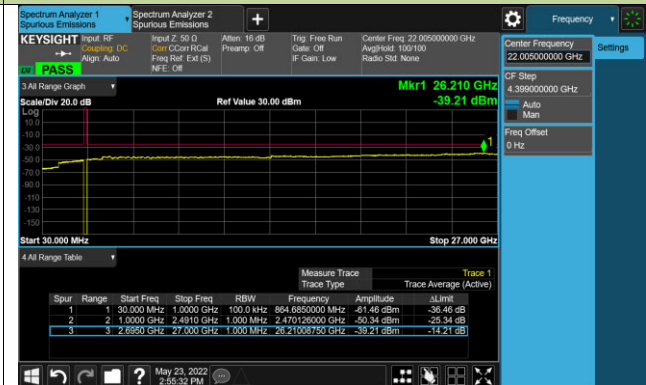 Spectrum Analyzer 1
Spurious Emissions
Spectrum Analyzer 2
Spurious Emissions
+
Frequency
KEYSIGHT
Input: RF
Coupling: DC
Align: Auto
Input Z: 50 Ω
Corr CCorr RCal
Freq Ref: Ext (S)
NFE: Off
Atten: 16 dB
Preamp: Off
Trig: Free Run
Gate: Off
IF Gain: Low
Center Freq: 22.005000000 GHz
Avg|Hold: 100/100
Radio Std: None
PASS
Center Frequency
22.005000000 GHz
Settings
CF Step
4.399000000 GHz
Auto
Man
Freq Offset
0 Hz
3 All Range Graph
Mkr1 26.210 GHz
Scale/Div 20.0 dB
Ref Value 30.00 dBm
-39.21 dBm
Log
10.0
-10.0
-30.0
-50.0
-70.0
-90.0
-110
-130
-150
1
Start 30.000 MHz
Stop 27.000 GHz
4 All Range Table
Measure Trace Trace 1
Trace Type Trace Average (Active)
Spur Range Start Freq Stop Freq RBW Frequency Amplitude ΔLimit
1 1 30.000 MHz 1.0000 GHz 100.0 kHz 864.6850000 MHz -61.46 dBm -36.46 dB
2 2 1.0000 GHz 2.4910 GHz 1.000 MHz 2.470126000 GHz -50.34 dBm -25.34 dB
3 3 2.6950 GHz 27.000 GHz 1.000 MHz 26.21008750 GHz -39.21 dBm -14.21 dB
?
May 23, 2022
2:55:32 PM